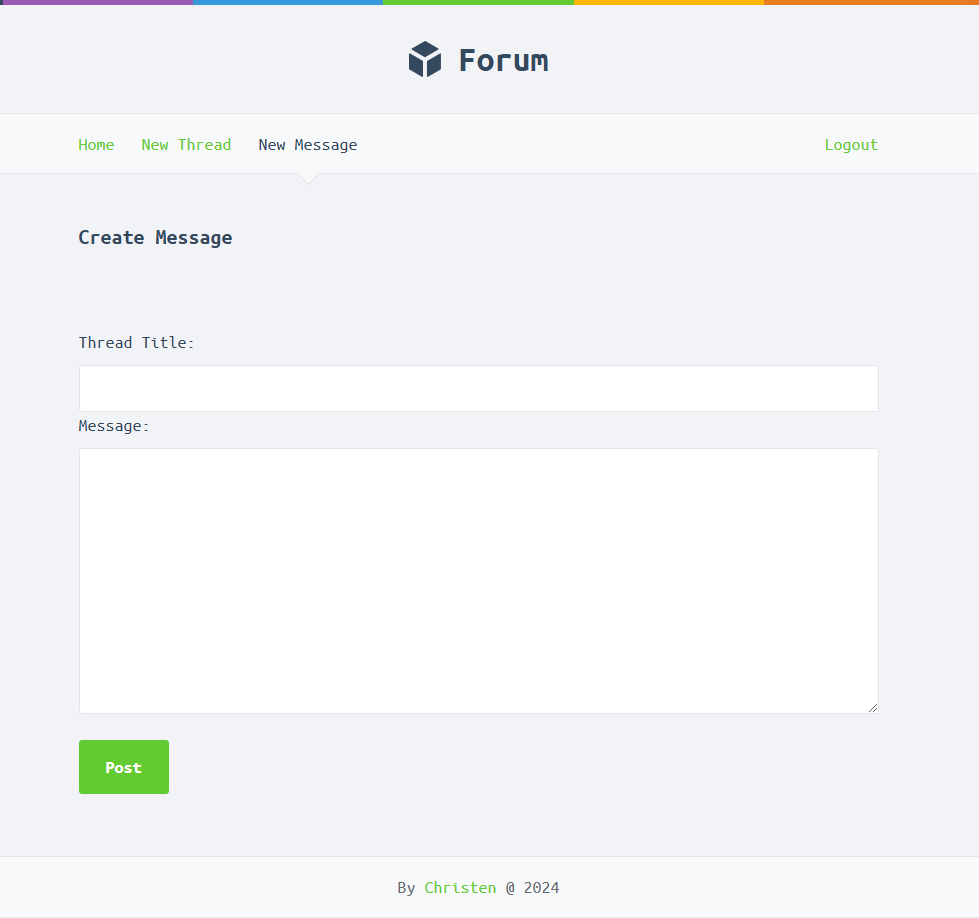 Forum
Home New Thread New Message Logout
Create Message
Thread Title:
Message:
Post
By Christen @ 2024